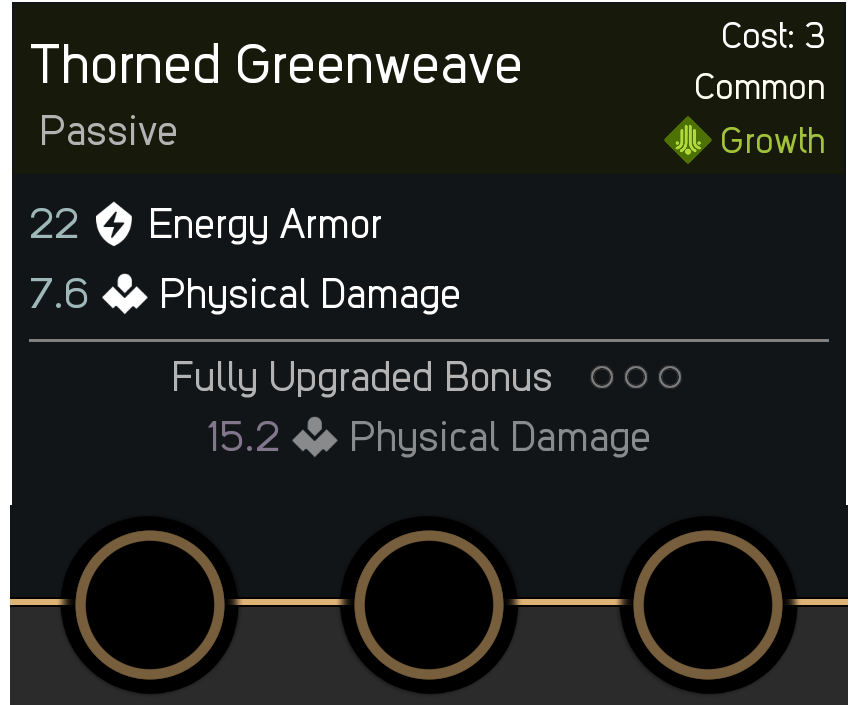 Thorned Greenweave
Cost: 3
Common
Passive
Growth
22 Energy Armor
7.6 Physical Damage
Fully Upgraded Bonus
15.2 Physical Damage